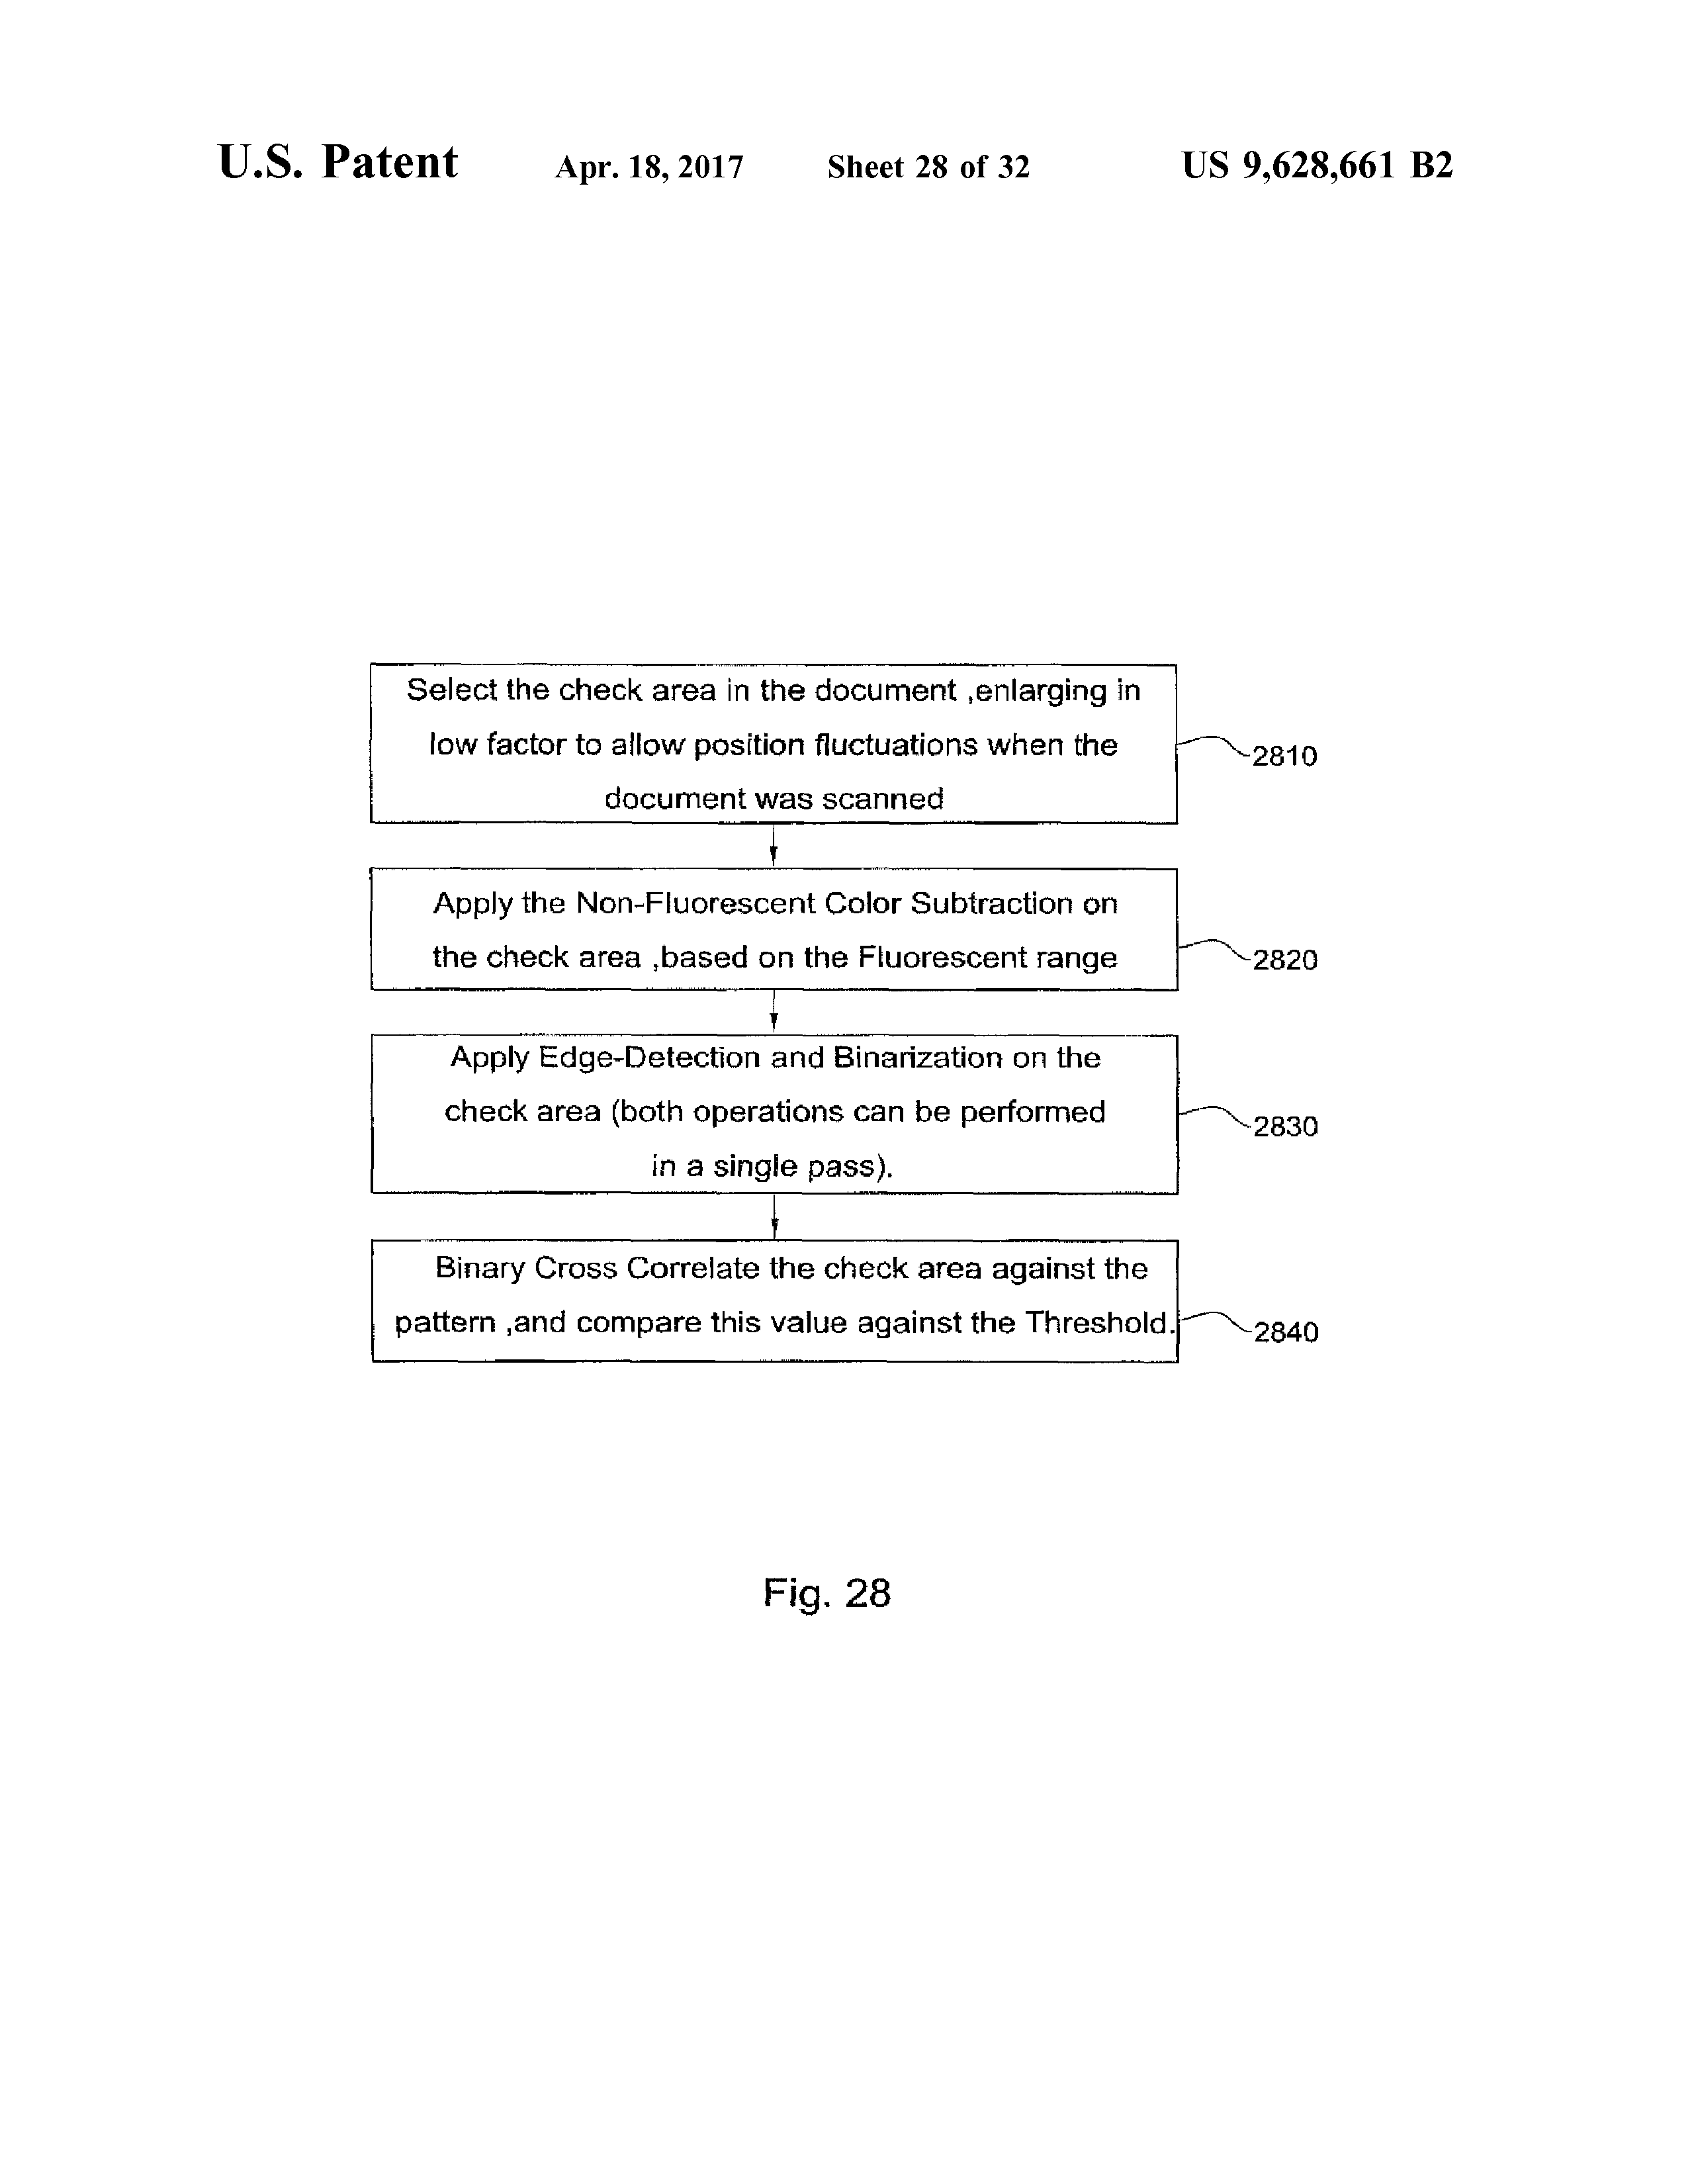 U.S. Patent Apr. 18, 2017 Sheet 28 of 32 US 9,628,661 B2
Select the check area in the document ,enlarging in
low factor to allow position fluctuations when the
document was scanned
2810
Apply the Non-Fluorescent Color Subtraction on
the check area ,based on the Fluorescent range
2820
Apply Edge-Detection and Binarization on the
check area (both operations can be performed
in a single pass).
2830
Binary Cross Correlate the check area against the
pattern ,and compare this value against the Threshold.
2840
Fig. 28